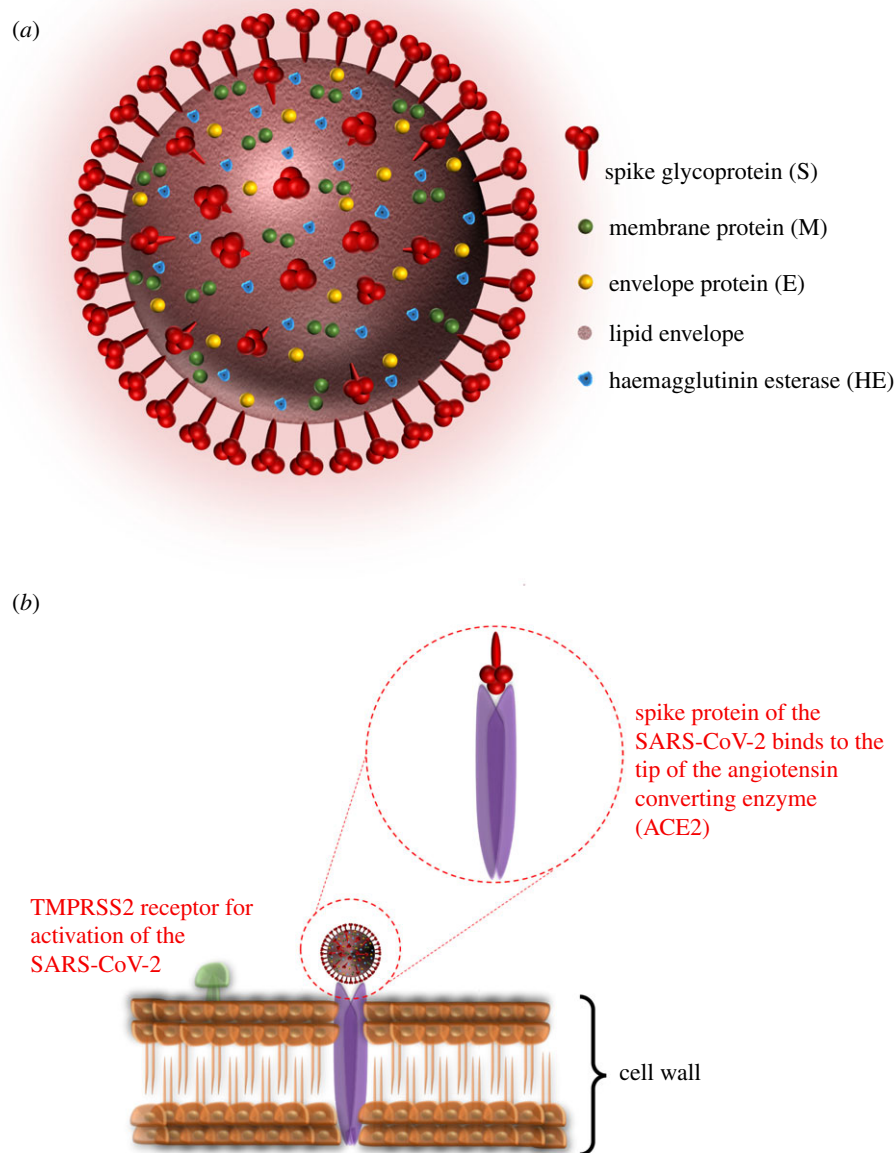 (a)
spike glycoprotein (S)
membrane protein (M)
envelope protein (E)
lipid envelope
haemagglutinin esterase (HE)
(b)
spike protein of the
SARS-CoV-2 binds to the
tip of the angiotensin
converting enzyme
(ACE2)
TMPRSS2 receptor for
activation of the
SARS-CoV-2
cell wall